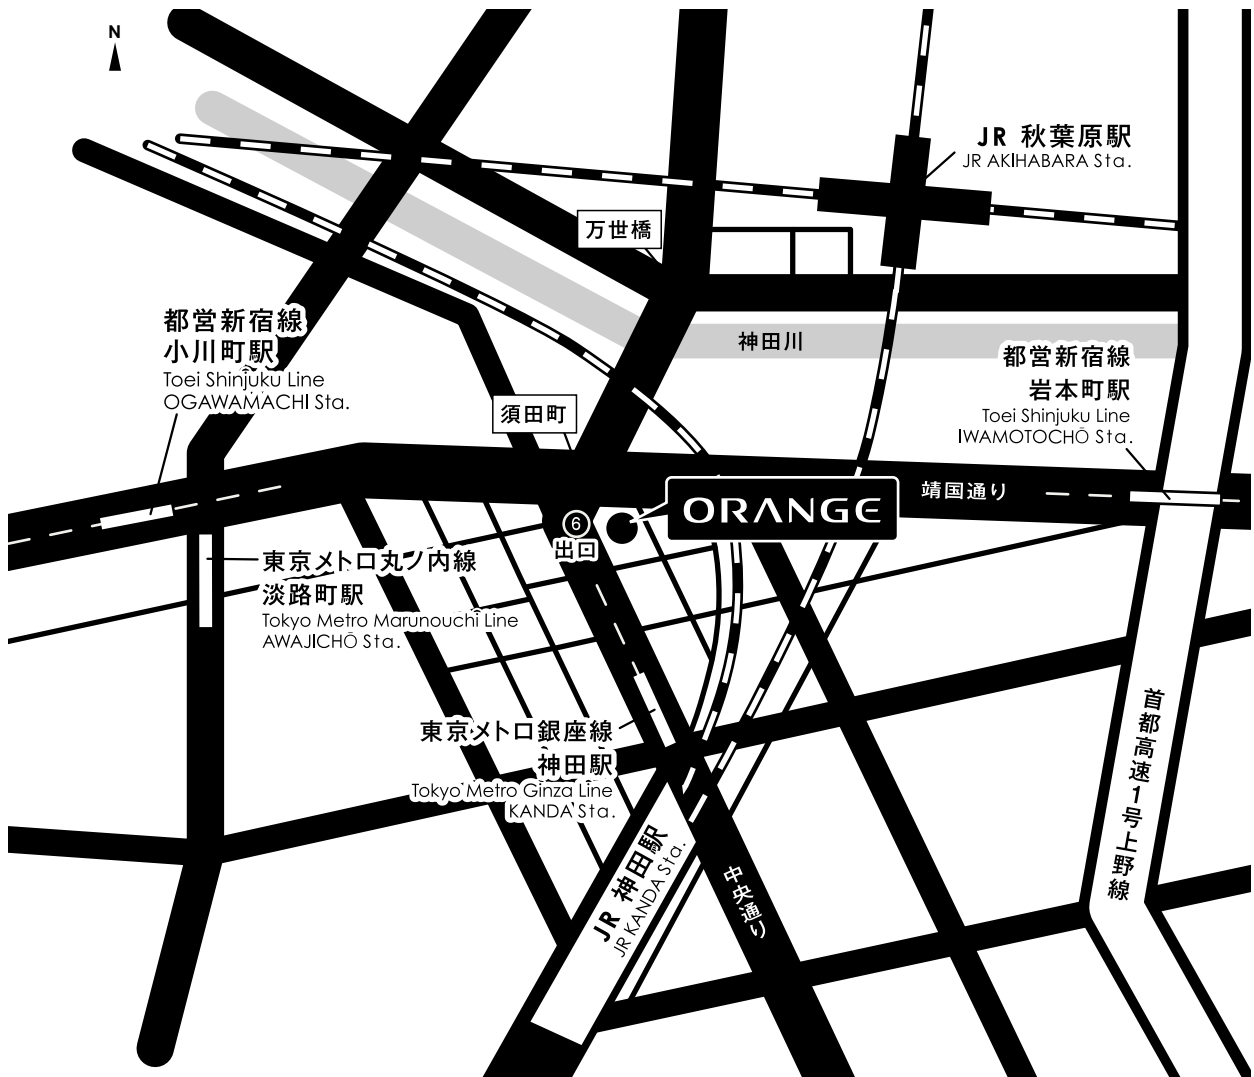 N
JR 秋葉原駅
JR AKIHABARA Sta.
万世橋
都営新宿線
小川町駅
Toei Shinjuku Line
OGAWAMACHI Sta.
神田川
都営新宿線
岩本町駅
Toei Shinjuku Line
IWAMOTOCHŌ Sta.
須田町
靖国通り
ORANGE
6
出口
東京メトロ丸ノ内線
淡路町駅
Tokyo Metro Marunouchi Line
AWAJICHŌ Sta.
東京メトロ銀座線
神田駅
Tokyo Metro Ginza Line
KANDA Sta.
首都高速1号上野線
JR 神田駅
JR KANDA Sta.
中央通り